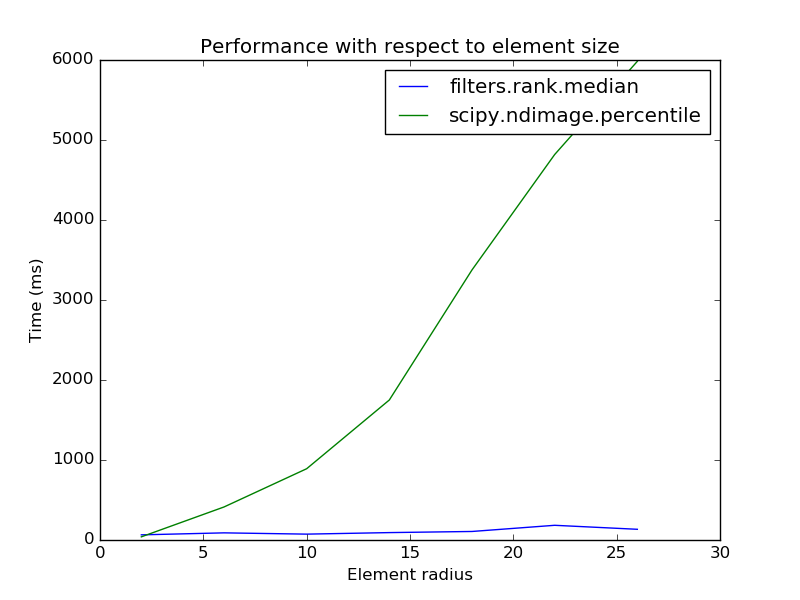 Performance with respect to element size
filters.rank.median
scipy.ndimage.percentile
Time (ms)
6000
5000
4000
3000
2000
1000
0
0 5 10 15 20 25 30
Element radius